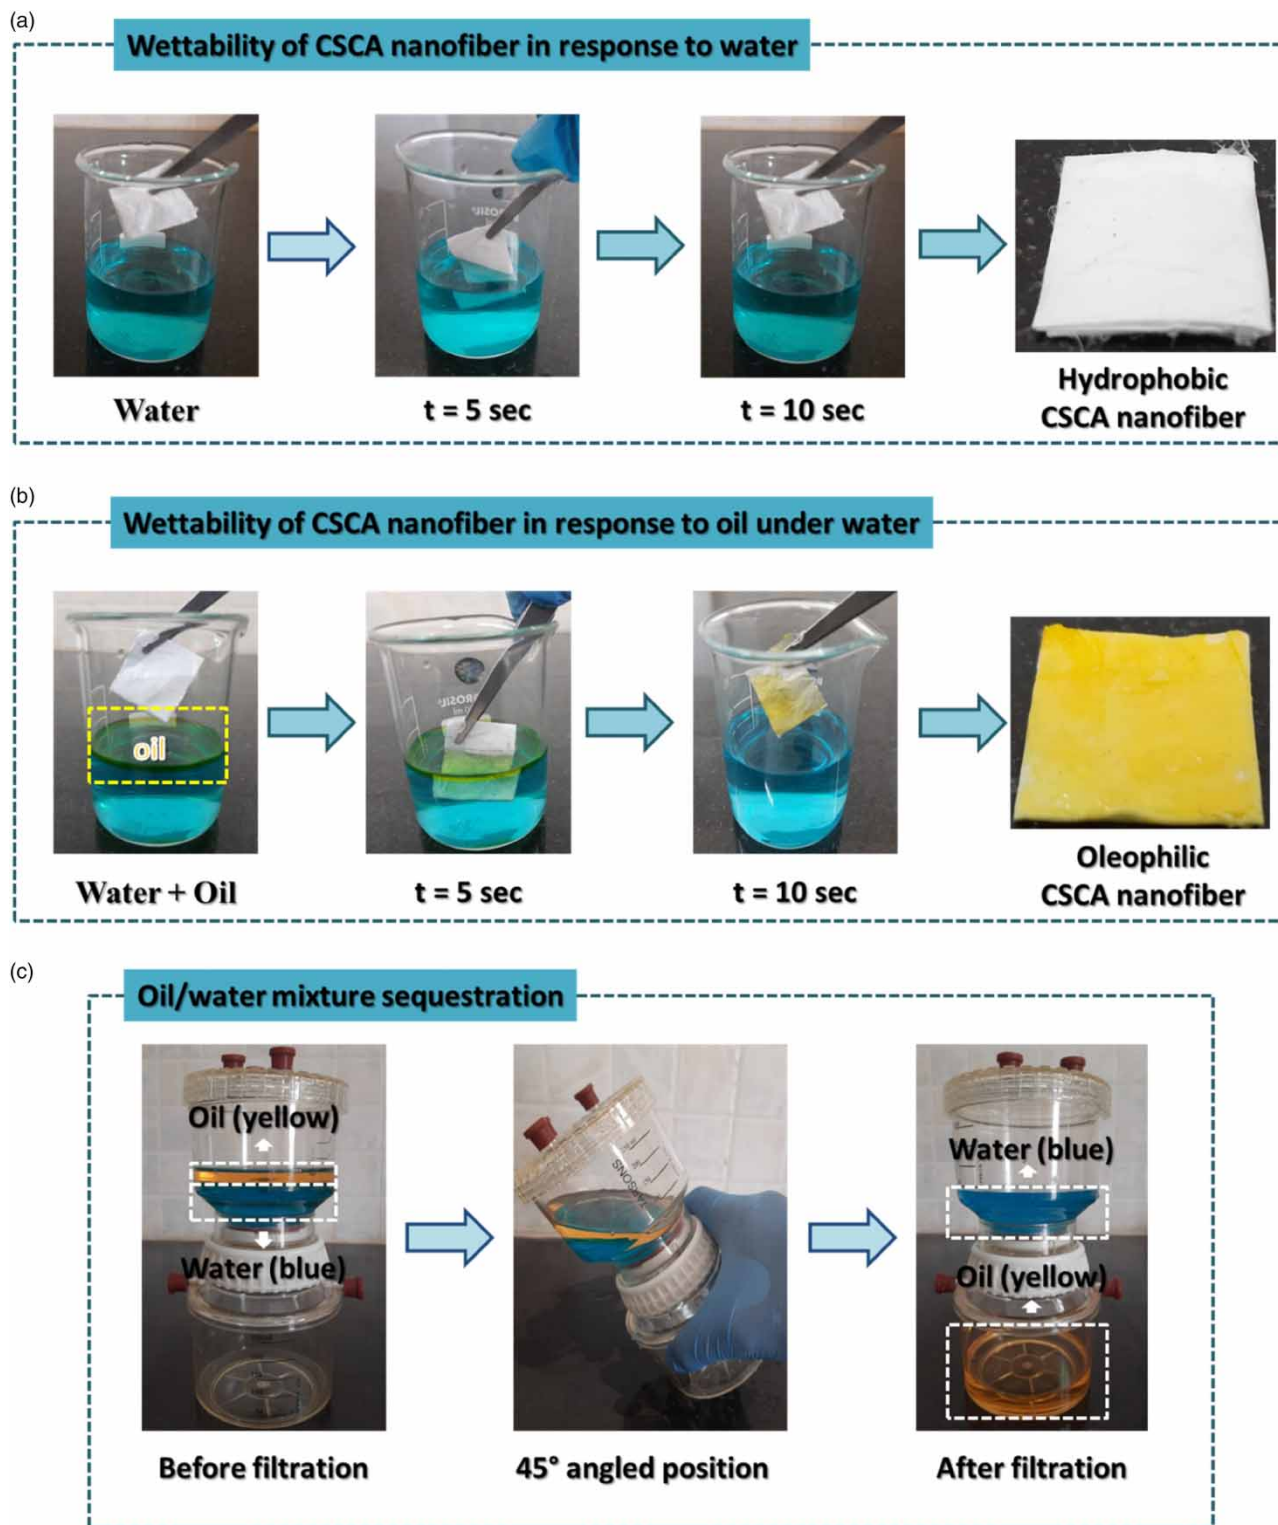 (a)
Wettability of CSCA nanofiber in response to water
Water
t = 5 sec
t = 10 sec
Hydrophobic
CSCA nanofiber
(b)
Wettability of CSCA nanofiber in response to oil under water
oil
Water + Oil
t = 5 sec
t = 10 sec
Oleophilic
CSCA nanofiber
(c)
Oil/water mixture sequestration
Oil (yellow)
Water (blue)
Before filtration
45° angled position
Water (blue)
Oil (yellow)
After filtration